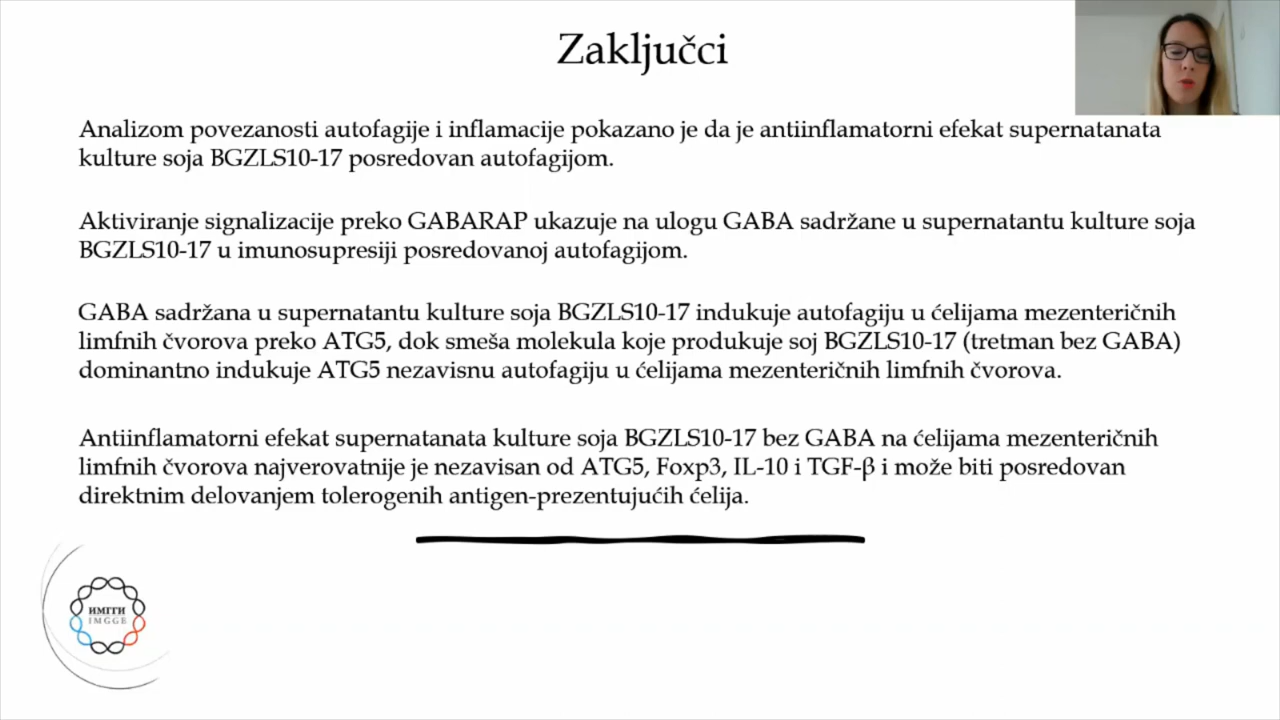 Zaključci
Analizom povezanosti autofagije i inflamacije pokazano je da je antiinflamatorni efekat supernatanata
kulture soja BGZLS10-17 posredovan autofagijom.
Aktiviranje signalizacije preko GABARAP ukazuje na ulogu GABA sadržane u supernatantu kulture soja
BGZLS10-17 u imunosupresiji posredovanoj autofagijom.
GABA sadržana u supernatantu kulture soja BGZLS10-17 indukuje autofagiju u ćelijama mezenteričnih
limfnih čvorova preko ATG5, dok smeša molekula koje produkuje soj BGZLS10-17 (tretman bez GABA)
dominantno indukuje ATG5 nezavisnu autofagiju u ćelijama mezenteričnih limfnih čvorova.
Antiinflamatorni efekat supernatanata kulture soja BGZLS10-17 bez GABA na ćelijama mezenteričnih
limfnih čvorova najverovatnije je nezavisan od ATG5, Foxp3, IL-10 i TGF-β i može biti posredovan
direktnim delovanjem tolerogenih antigen-prezentujućih ćelija.
ИМГГИ
IMGGE